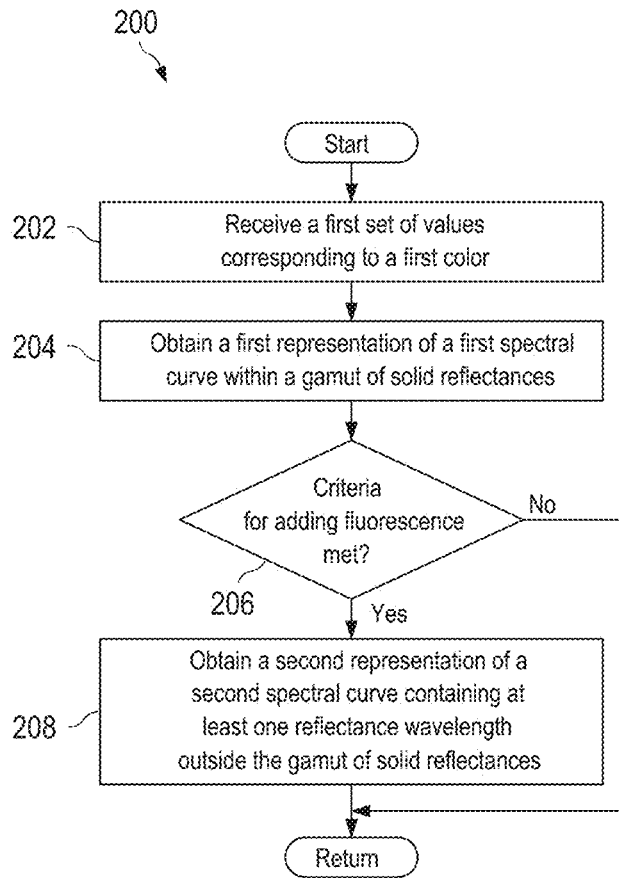 200
Start
202
Receive a first set of values
corresponding to a first color
204
Obtain a first representation of a first spectral
curve within a gamut of solid reflectances
Criteria
for adding fluorescence
met?
No
206
Yes
208
Obtain a second representation of a
second spectral curve containing at
least one reflectance wavelength
outside the gamut of solid reflectances
Return